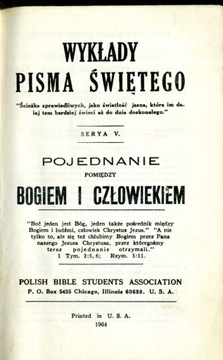 WYKŁADY
PISMA ŚWIĘTEGO
"Ścieżka sprawiedliwych, jako światłość jasna, która im da-
lej tem bardziej świeci aż do dnia doskonałego."
SERYA V.
POJEDNANIE
POMIĘDZY
BOGIEM I CZŁOWIEKIEM
"Boć jeden jest Bóg, jeden także pośrednik między
Bogiem i ludźmi, człowiek Chrystus Jezus." "A nie
tylko to, ale się też chlubimy Bogiem przez Pana
naszego Jezusa Chrystusa, przez któregośmy
teraz pojednanie otrzymali."
1 Tym. 2:5, 6; Rzym. 5:11.
POLISH BIBLE STUDENTS ASSOCIATION
P. O. Box 5455 Chicago, Illinois 60680. U. S. A.
Printed in U. S. A.
1964